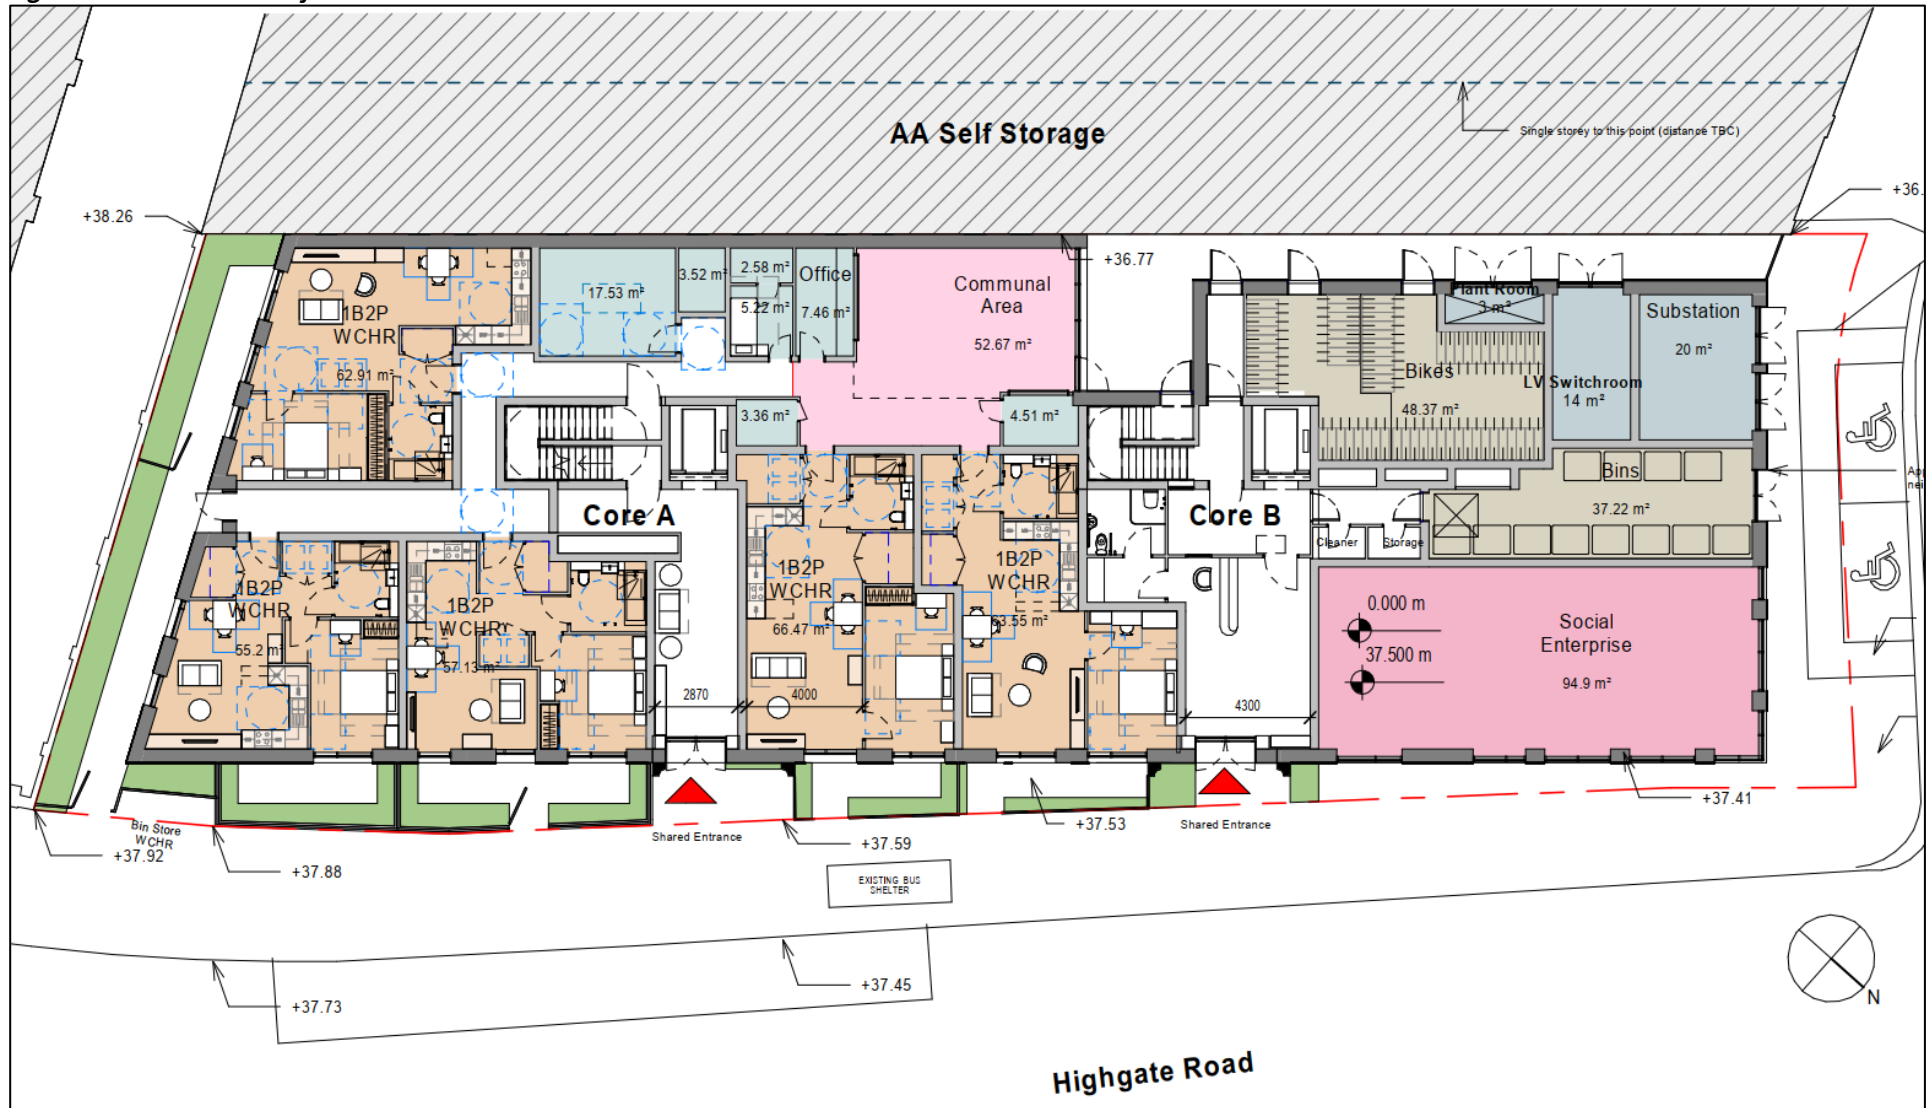 AA Self Storage
Single storey to this point (distance TBC)
+38.26
+36.
+36.77
1B2P
WCHR
62.91 m²
17.53 m²
3.52 m²
2.58 m²
5.22 m²
Office
7.46 m²
Communal
Area
52.67 m²
3.36 m²
4.51 m²
Plant Room
3 m²
Bikes
48.37 m²
LV Switchroom
14 m²
Substation
20 m²
Core A
Core B
Bins
37.22 m²
Cleaner
Storage
1B2P
WCHR
55.2 m²
1B2P
WCHR
57.13 m²
1B2P
WCHR
66.47 m²
1B2P
WCHR
63.55 m²
0.000 m
37.500 m
Social
Enterprise
94.9 m²
2870
4000
4300
Bin Store
WCHR
+37.92
+37.88
Shared Entrance
+37.59
+37.53
Shared Entrance
+37.41
EXISTING BUS
SHELTER
+37.73
+37.45
N
Highgate Road